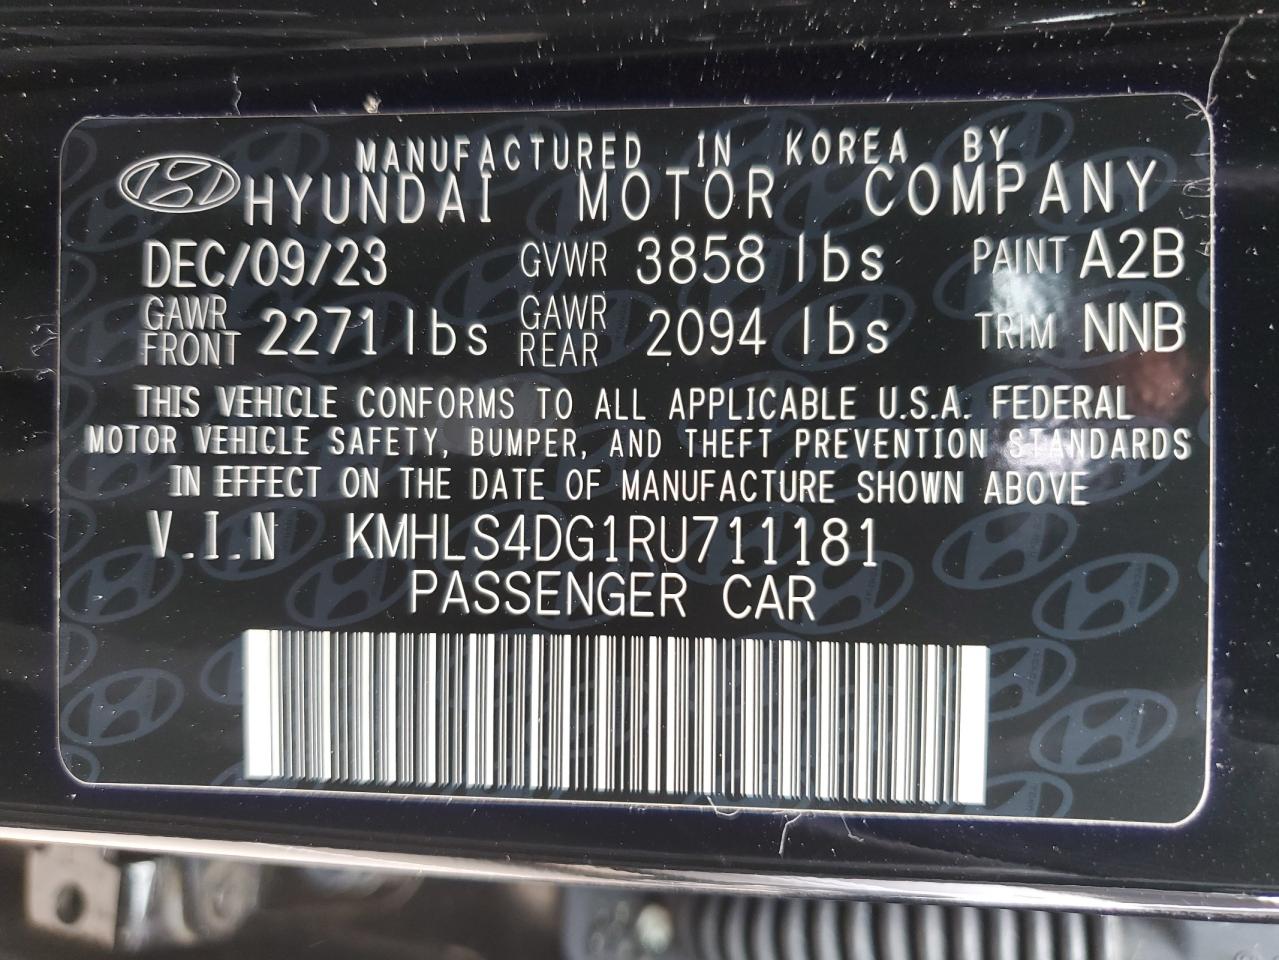 MANUFACTURED IN KOREA BY
HYUNDAI MOTOR COMPANY
DEC/09/23 GVWR 3858 lbs PAINT A2B
GAWR FRONT 2271 lbs GAWR REAR 2094 lbs TRIM NNB
THIS VEHICLE CONFORMS TO ALL APPLICABLE U.S.A. FEDERAL
MOTOR VEHICLE SAFETY, BUMPER, AND THEFT PREVENTION STANDARDS
IN EFFECT ON THE DATE OF MANUFACTURE SHOWN ABOVE
V.I.N KMHLS4DG1RU711181
PASSENGER CAR